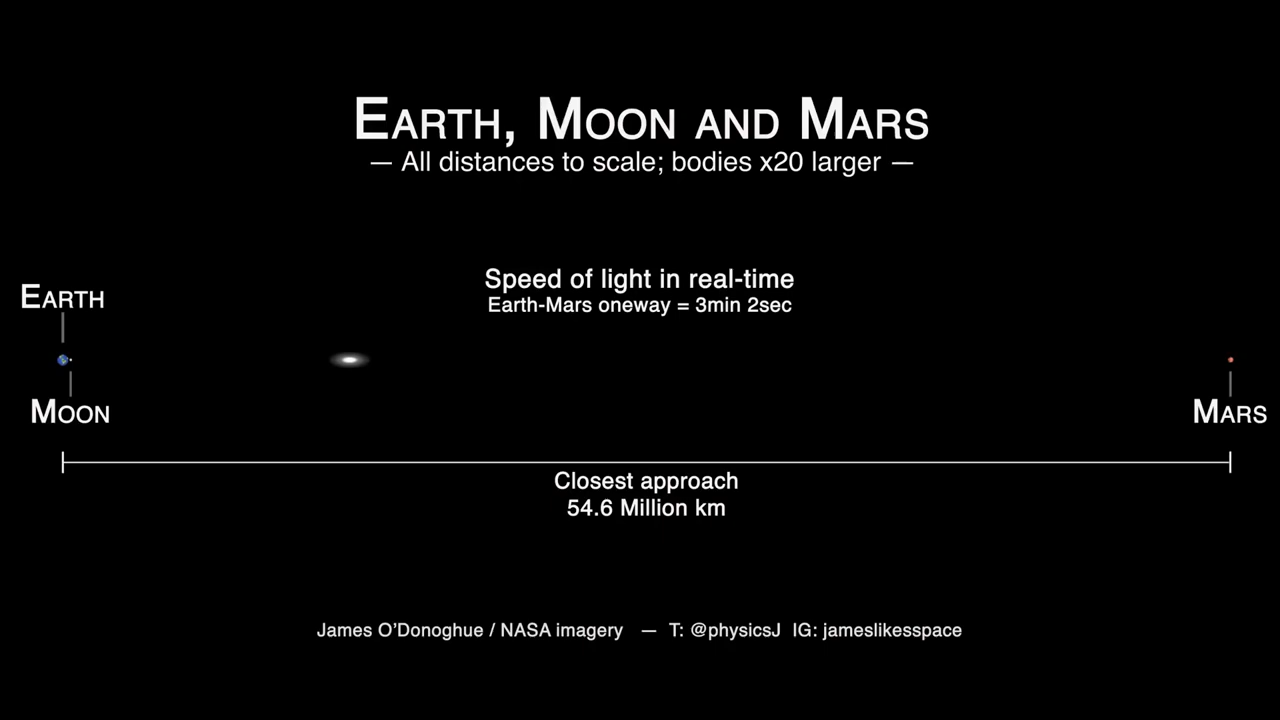 EARTH, MOON AND MARS
— All distances to scale; bodies x20 larger —
Speed of light in real-time
Earth-Mars oneway = 3min 2sec
EARTH
MOON
MARS
Closest approach
54.6 Million km
James O'Donoghue / NASA imagery — T: @physicsJ IG: jameslikesspace